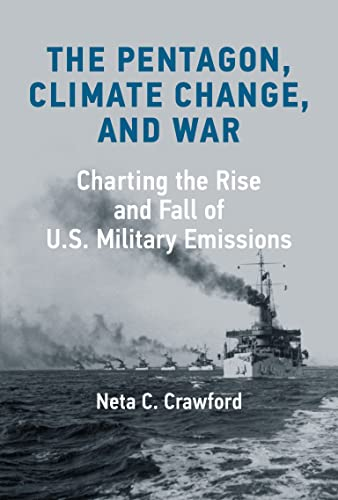 THE PENTAGON,
CLIMATE CHANGE,
AND WAR
Charting the Rise
and Fall of
U.S. Military Emissions
Neta C. Crawford